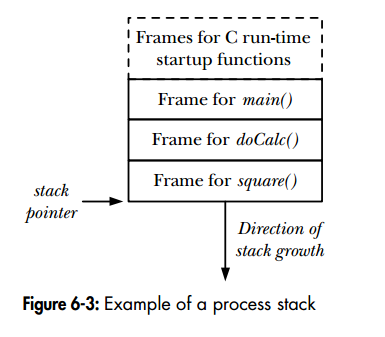 Frames for C run-time
startup functions
Frame for main()
Frame for doCalc()
Frame for square()
stack
pointer
Direction of
stack growth
Figure 6-3: Example of a process stack